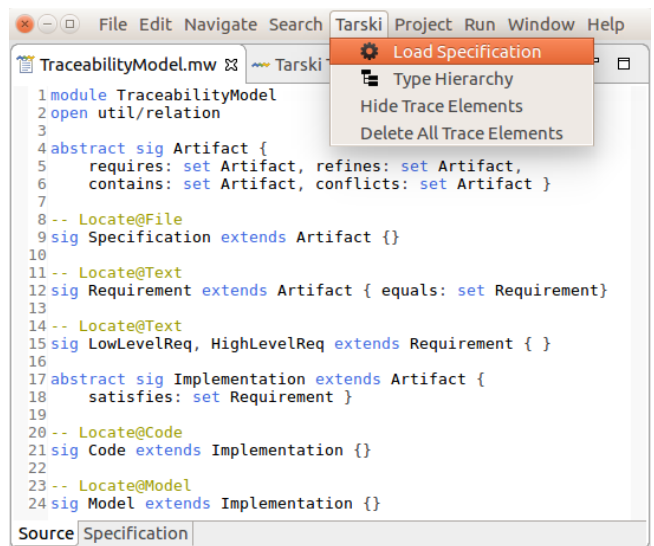 File Edit Navigate Search Tarski Project Run Window Help
TraceabilityModel.mw Tarski
Load Specification
Type Hierarchy
Hide Trace Elements
Delete All Trace Elements
1 module TraceabilityModel
2 open util/relation
3
4 abstract sig Artifact {
5 requires: set Artifact, refines: set Artifact,
6 contains: set Artifact, conflicts: set Artifact }
7
8 -- Locate@File
9 sig Specification extends Artifact {}
10
11 -- Locate@Text
12 sig Requirement extends Artifact { equals: set Requirement}
13
14 -- Locate@Text
15 sig LowLevelReq, HighLevelReq extends Requirement { }
16
17 abstract sig Implementation extends Artifact {
18 satisfies: set Requirement }
19
20 -- Locate@Code
21 sig Code extends Implementation {}
22
23 -- Locate@Model
24 sig Model extends Implementation {}
Source Specification